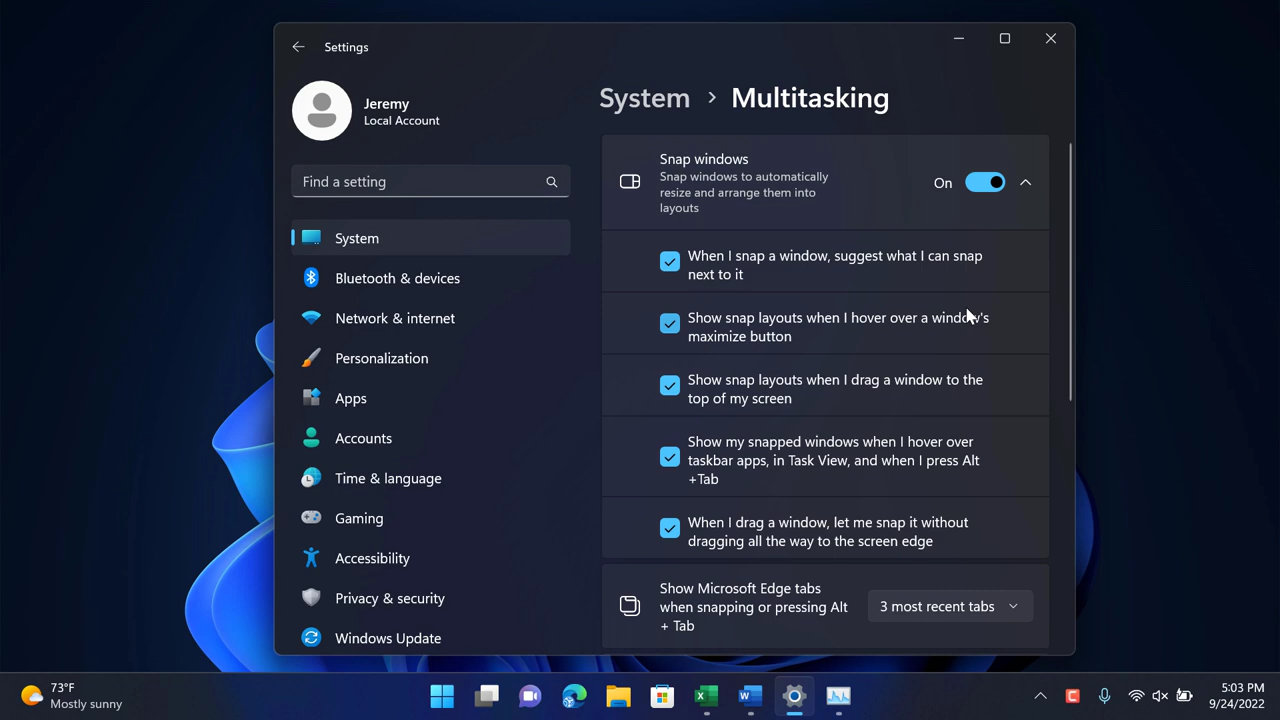 Settings
Jeremy
Local Account
Find a setting
System
Bluetooth & devices
Network & internet
Personalization
Apps
Accounts
Time & language
Gaming
Accessibility
Privacy & security
Windows Update
System > Multitasking
Snap windows
Snap windows to automatically
resize and arrange them into
layouts
On
When I snap a window, suggest what I can snap
next to it
Show snap layouts when I hover over a window's
maximize button
Show snap layouts when I drag a window to the
top of my screen
Show my snapped windows when I hover over
taskbar apps, in Task View, and when I press Alt
+Tab
When I drag a window, let me snap it without
dragging all the way to the screen edge
Show Microsoft Edge tabs
when snapping or pressing Alt
+ Tab
3 most recent tabs
73°F
Mostly sunny
5:03 PM
9/24/2022